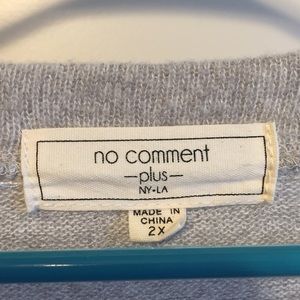 no comment
—plus—
NY-LA
MADE IN
CHINA
2X